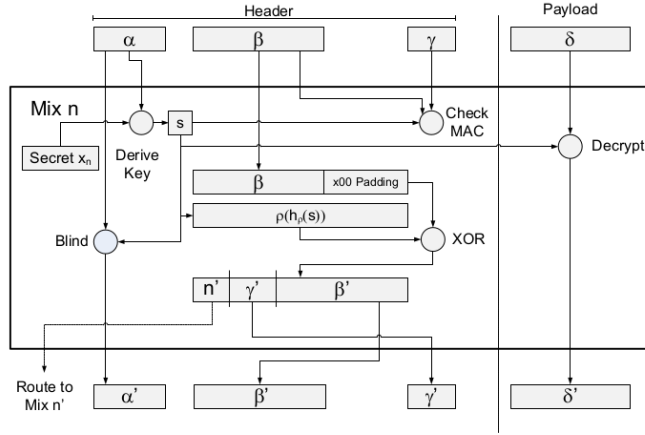 Header
Payload
α
β
γ
δ
Mix n
s
Check
MAC
Secret xn
Derive
Key
Decrypt
β
x00 Padding
ρ(hρ(s))
Blind
XOR
n’
γ’
β’
Route to
Mix n’
α’
β’
γ’
δ’